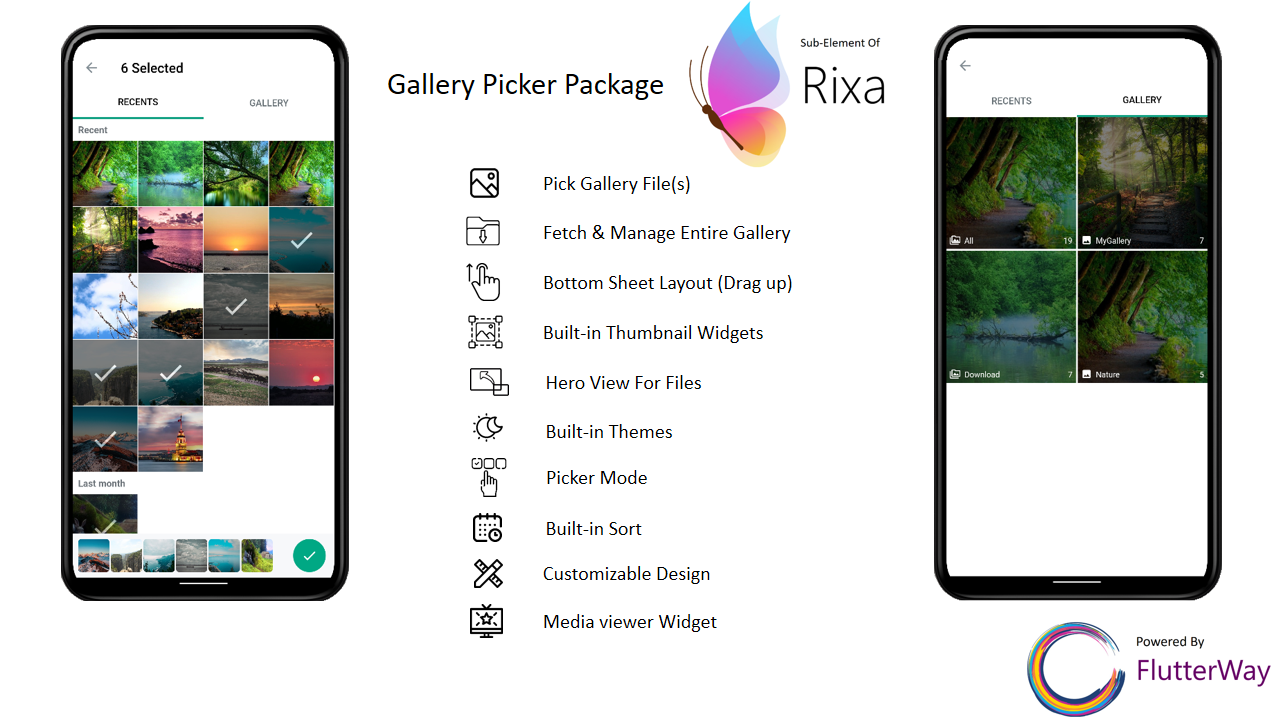 6 Selected
RECENTS
GALLERY
Recent
Last month
Gallery Picker Package
Sub-Element Of
Rixa
Pick Gallery File(s)
Fetch & Manage Entire Gallery
Bottom Sheet Layout (Drag up)
Built-in Thumbnail Widgets
Hero View For Files
Built-in Themes
Picker Mode
Built-in Sort
Customizable Design
Media viewer Widget
RECENTS
GALLERY
All 19
MyGallery 7
Download 7
Nature 5
Powered By
FlutterWay